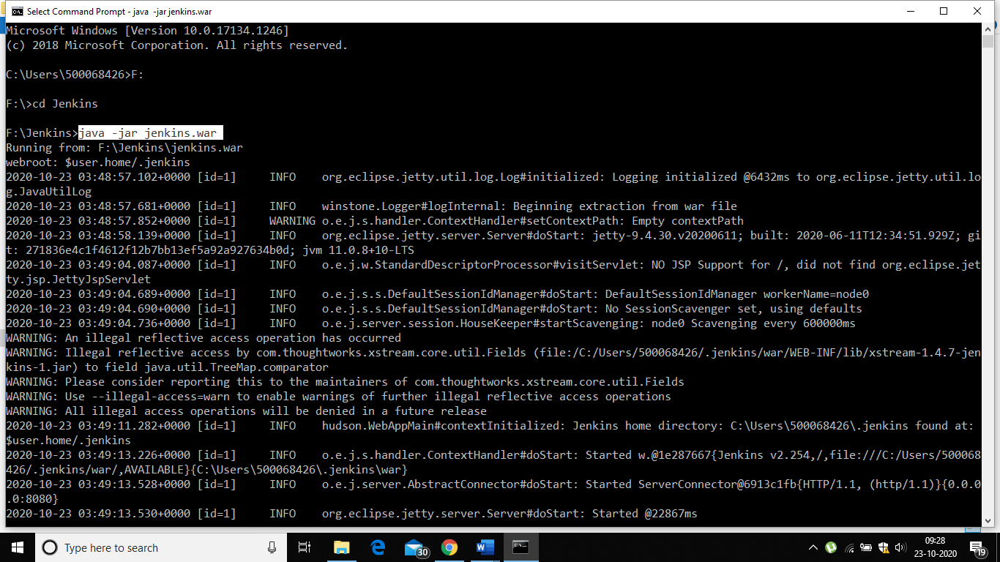 Select Command Prompt - java  -jar jenkins.war
Microsoft Windows [Version 10.0.17134.1246]
(c) 2018 Microsoft Corporation. All rights reserved.
C:\Users\500068426>F:
F:\>cd Jenkins
F:\Jenkins>java -jar jenkins.war
Running from: F:\Jenkins\jenkins.war
webroot: $user.home/.jenkins
2020-10-23 03:48:57.102+0000 [id=1]     INFO    org.eclipse.jetty.util.log.Log#initialized: Logging initialized @6432ms to org.eclipse.jetty.util.lo
g.JavaUtilLog
2020-10-23 03:48:57.681+0000 [id=1]     INFO    winstone.Logger#logInternal: Beginning extraction from war file
2020-10-23 03:48:57.852+0000 [id=1]     WARNING o.e.j.s.handler.ContextHandler#setContextPath: Empty contextPath
2020-10-23 03:48:58.139+0000 [id=1]     INFO    org.eclipse.jetty.server.Server#doStart: jetty-9.4.30.v20200611; built: 2020-06-11T12:34:51.929Z; gi
t: 271836e4c1f4612f12b7bb13ef5a92a927634b0d; jvm 11.0.8+10-LTS
2020-10-23 03:49:04.087+0000 [id=1]     INFO    o.e.j.w.StandardDescriptorProcessor#visitServlet: NO JSP Support for /, did not find org.eclipse.jet
ty.jsp.JettyJspServlet
2020-10-23 03:49:04.689+0000 [id=1]     INFO    o.e.j.s.s.DefaultSessionIdManager#doStart: DefaultSessionIdManager workerName=node0
2020-10-23 03:49:04.690+0000 [id=1]     INFO    o.e.j.s.s.DefaultSessionIdManager#doStart: No SessionScavenger set, using defaults
2020-10-23 03:49:04.736+0000 [id=1]     INFO    o.e.j.server.session.HouseKeeper#startScavenging: node0 Scavenging every 600000ms
WARNING: An illegal reflective access operation has occurred
WARNING: Illegal reflective access by com.thoughtworks.xstream.core.util.Fields (file:/C:/Users/500068426/.jenkins/war/WEB-INF/lib/xstream-1.4.7-jen
kins-1.jar) to field java.util.TreeMap.comparator
WARNING: Please consider reporting this to the maintainers of com.thoughtworks.xstream.core.util.Fields
WARNING: Use --illegal-access=warn to enable warnings of further illegal reflective access operations
WARNING: All illegal access operations will be denied in a future release
2020-10-23 03:49:11.282+0000 [id=1]     INFO    hudson.WebAppMain#contextInitialized: Jenkins home directory: C:\Users\500068426\.jenkins found at:
$user.home/.jenkins
2020-10-23 03:49:13.226+0000 [id=1]     INFO    o.e.j.s.handler.ContextHandler#doStart: Started w.@1e287667{Jenkins v2.254,/,file:///C:/Users/500068
426/.jenkins/war/,AVAILABLE}{C:\Users\500068426\.jenkins\war}
2020-10-23 03:49:13.528+0000 [id=1]     INFO    o.e.j.server.AbstractConnector#doStart: Started ServerConnector@6913c1fb{HTTP/1.1, (http/1.1)}{0.0.0
.0:8080}
2020-10-23 03:49:13.530+0000 [id=1]     INFO    org.eclipse.jetty.server.Server#doStart: Started @22867ms
Type here to search
30
09:28
23-10-2020
19